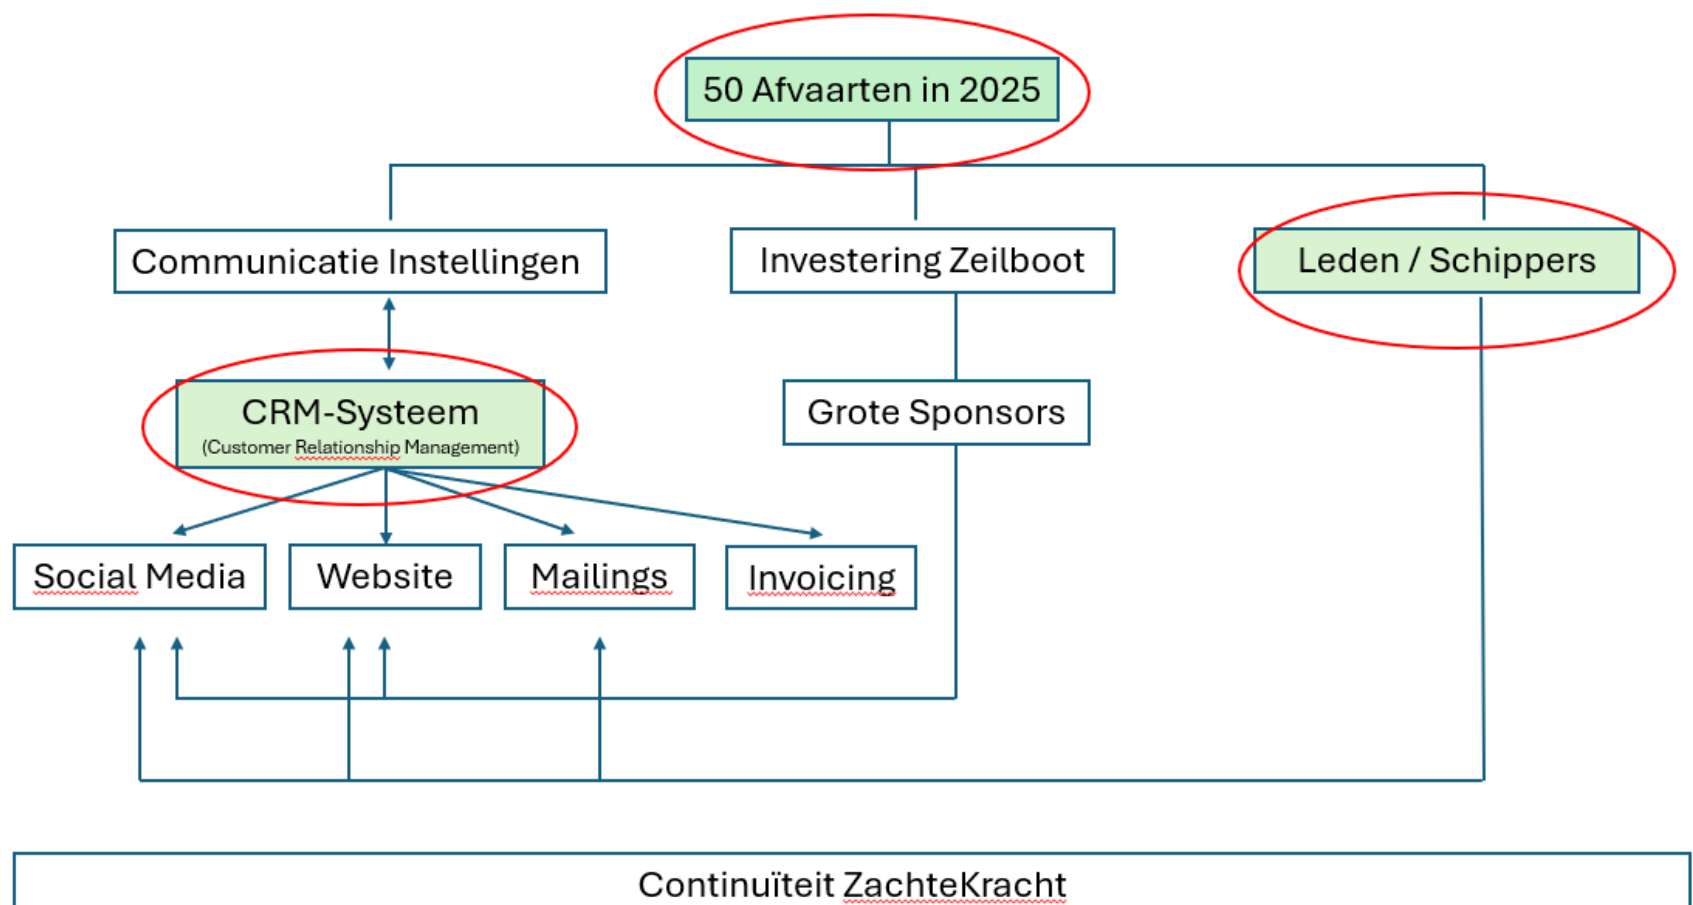 50 Afvaarten in 2025
Communicatie Instellingen
Investering Zeilboot
Leden / Schippers
CRM-Systeem
(Customer Relationship Management)
Grote Sponsors
Social Media
Website
Mailings
Invoicing
Continuïteit ZachteKracht